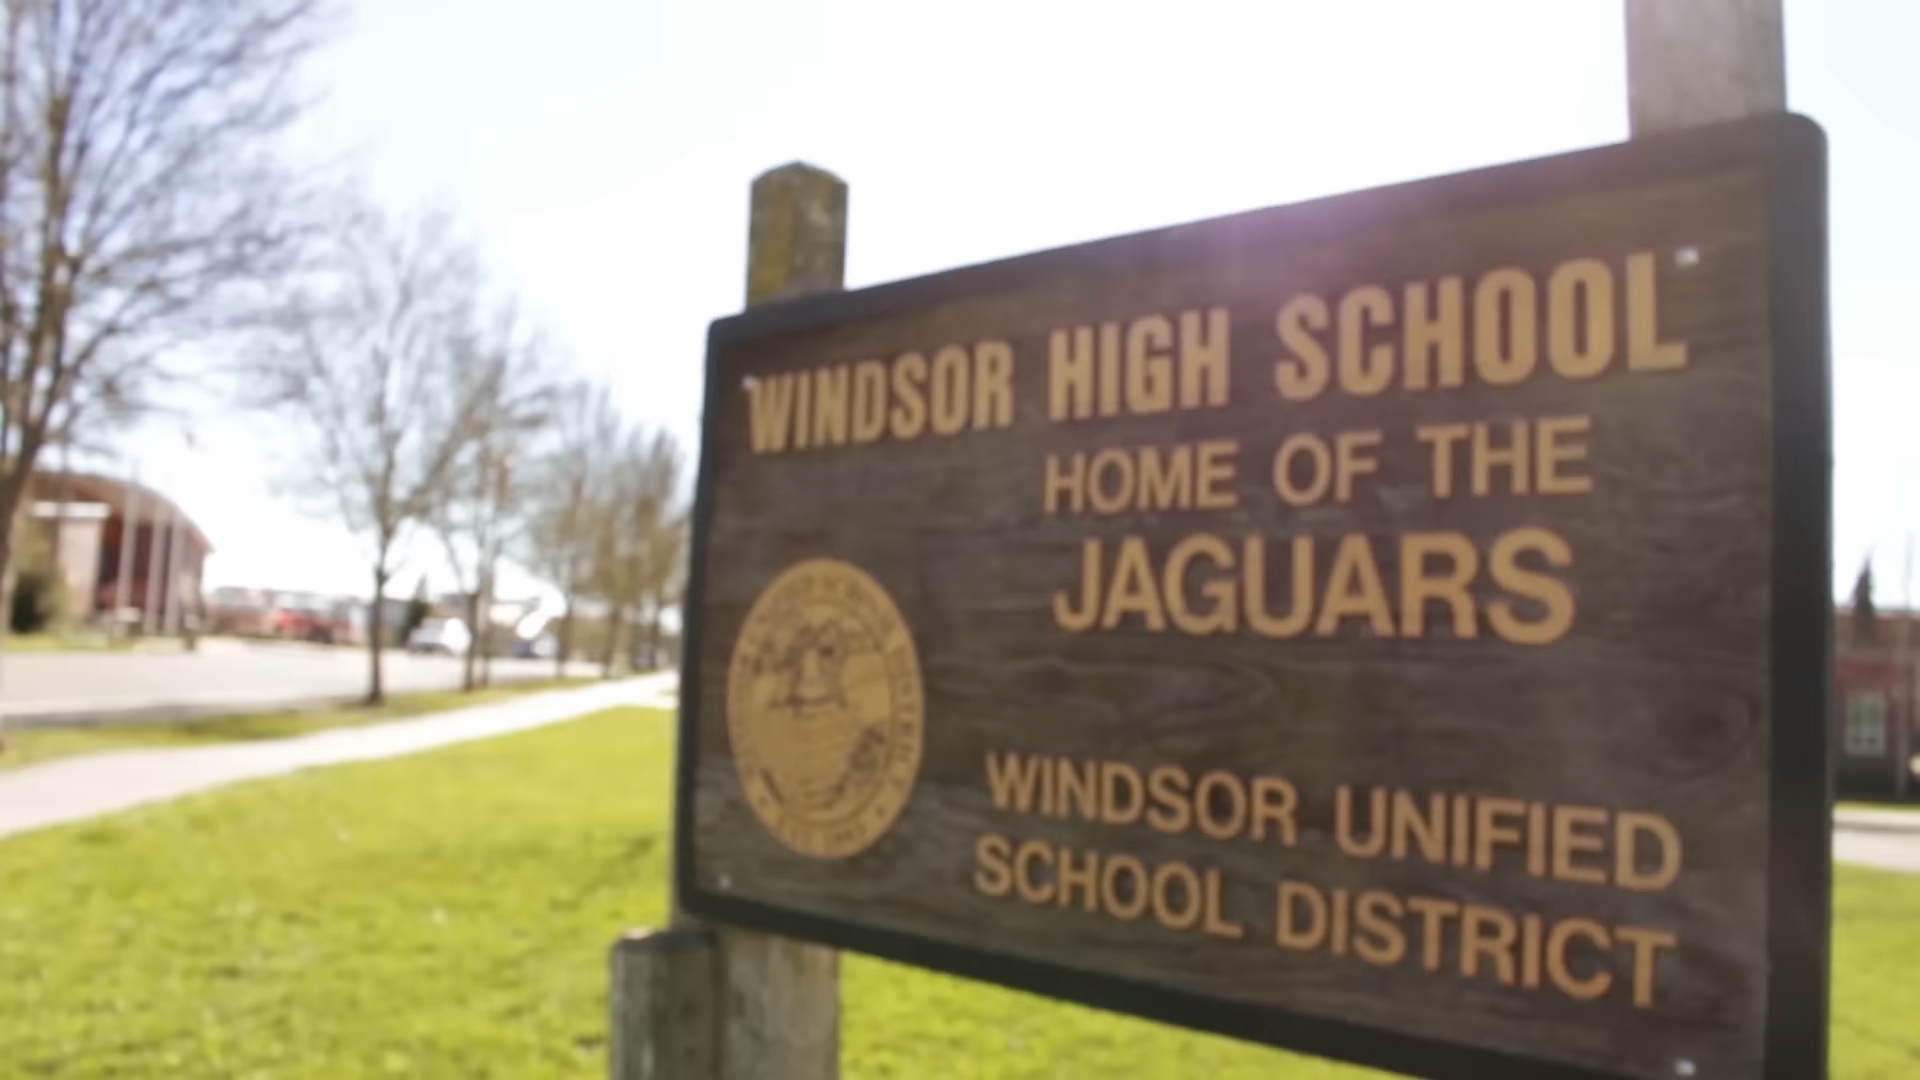 WINDSOR HIGH SCHOOL
HOME OF THE
JAGUARS
WINDSOR UNIFIED
SCHOOL DISTRICT